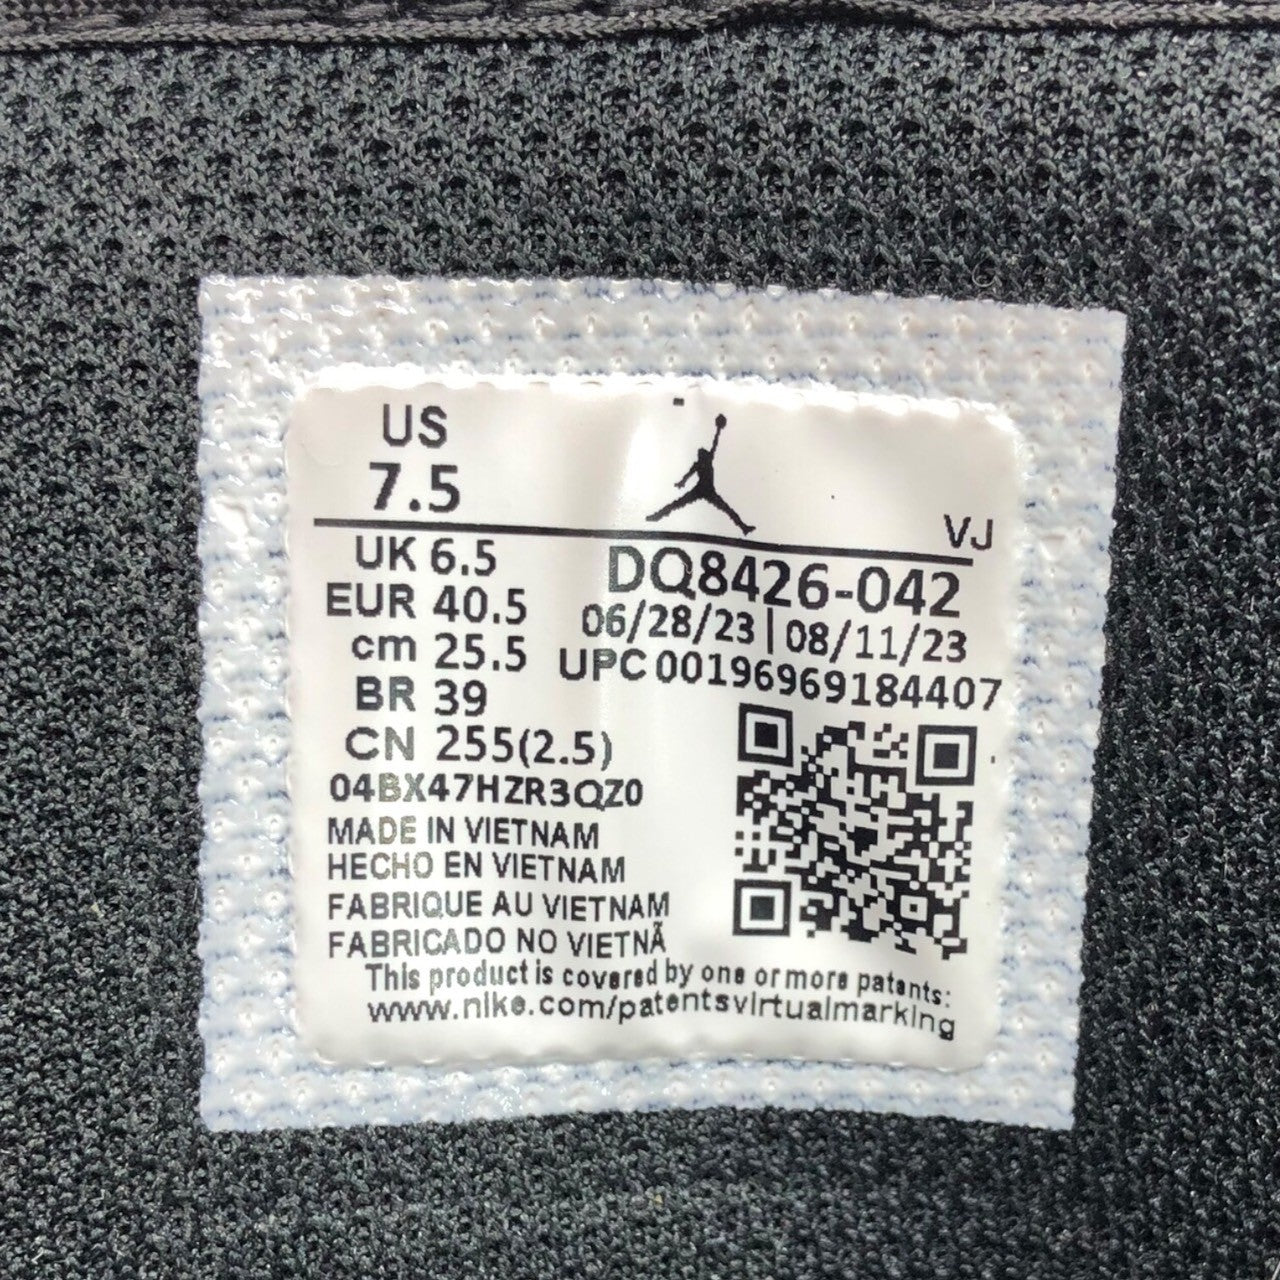 US
7.5
VJ
UK 6.5
EUR 40.5
cm 25.5
BR 39
CN 255(2.5)
DQ8426-042
06/28/23|08/11/23
UPC00196969184407
04BX47HZR3QZ0
MADE IN VIETNAM
HECHO EN VIETNAM
FABRIQUE AU VIETNAM
FABRICADO NO VIETNÃ
This product is covered by one or more patents:
www.nike.com/patentsvirtualmarking